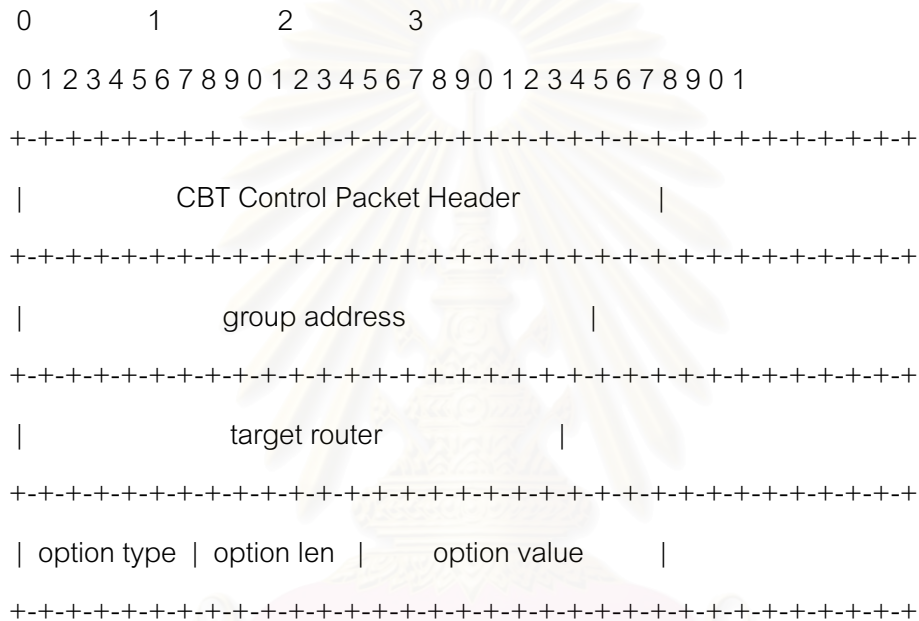 0 1 2 3
0 1 2 3 4 5 6 7 8 9 0 1 2 3 4 5 6 7 8 9 0 1 2 3 4 5 6 7 8 9 0 1
+-+-+-+-+-+-+-+-+-+-+-+-+-+-+-+-+-+-+-+-+-+-+-+-+-+-+-+-+-+-+-+-+
| CBT Control Packet Header |
+-+-+-+-+-+-+-+-+-+-+-+-+-+-+-+-+-+-+-+-+-+-+-+-+-+-+-+-+-+-+-+-+
| group address |
+-+-+-+-+-+-+-+-+-+-+-+-+-+-+-+-+-+-+-+-+-+-+-+-+-+-+-+-+-+-+-+-+
| target router |
+-+-+-+-+-+-+-+-+-+-+-+-+-+-+-+-+-+-+-+-+-+-+-+-+-+-+-+-+-+-+-+-+
| option type | option len | option value |
+-+-+-+-+-+-+-+-+-+-+-+-+-+-+-+-+-+-+-+-+-+-+-+-+-+-+-+-+-+-+-+-+